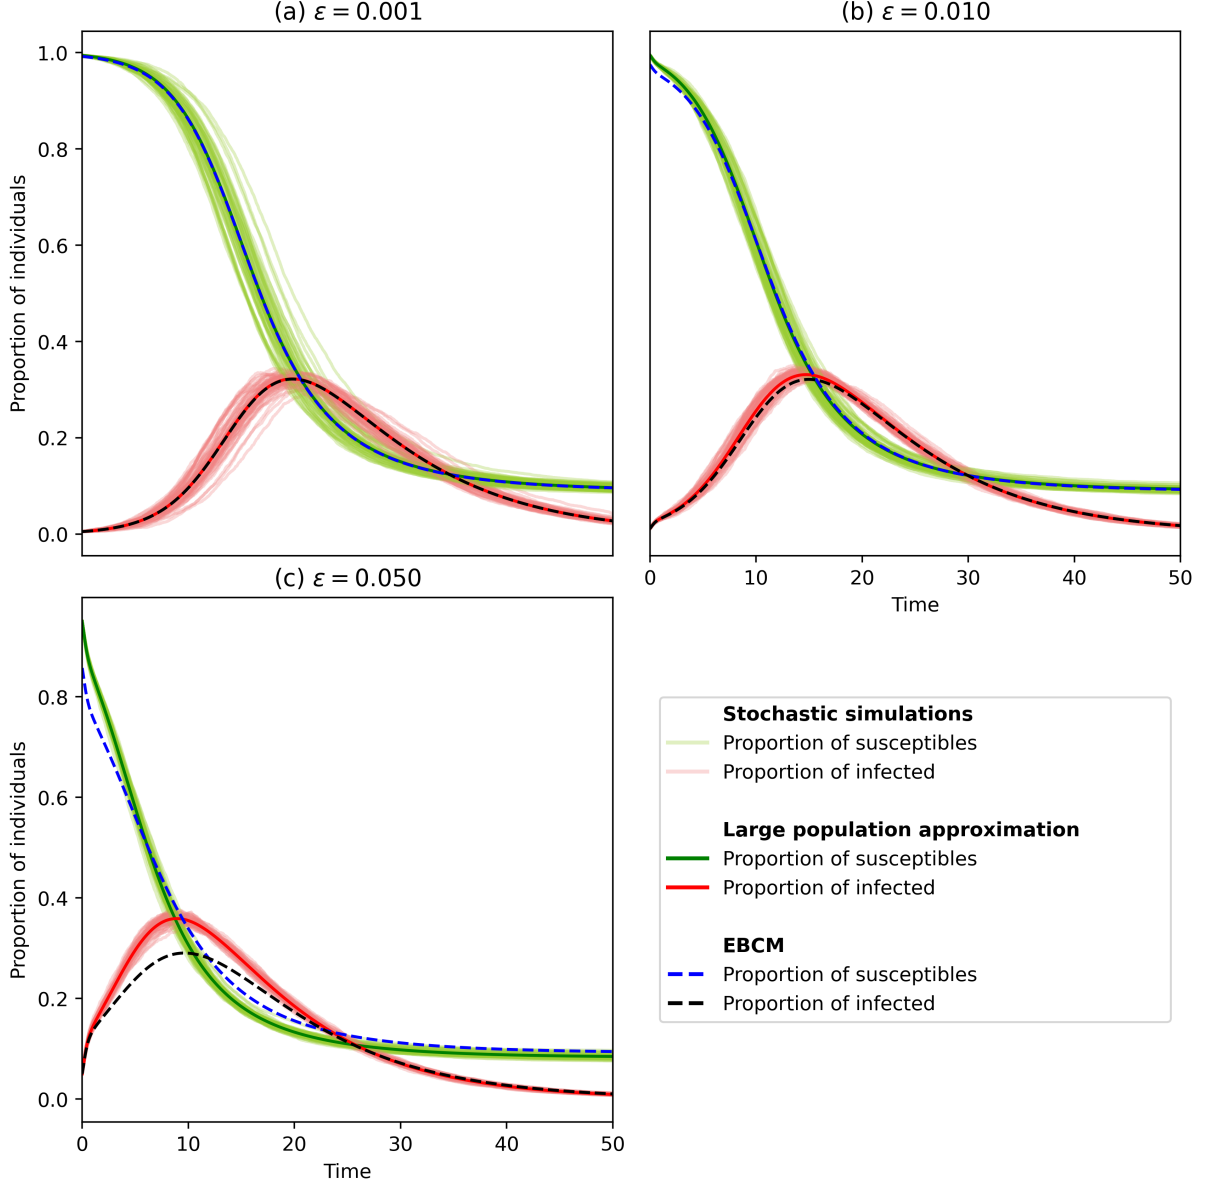 (a) ε = 0.001
(b) ε = 0.010
Proportion of individuals
1.0
0.8
0.6
0.4
0.2
0.0
0
10
20
30
40
50
Time
(c) ε = 0.050
Proportion of individuals
0.8
0.6
0.4
0.2
0.0
0
10
20
30
40
50
Time
Stochastic simulations
Proportion of susceptibles
Proportion of infected
Large population approximation
Proportion of susceptibles
Proportion of infected
EBCM
Proportion of susceptibles
Proportion of infected